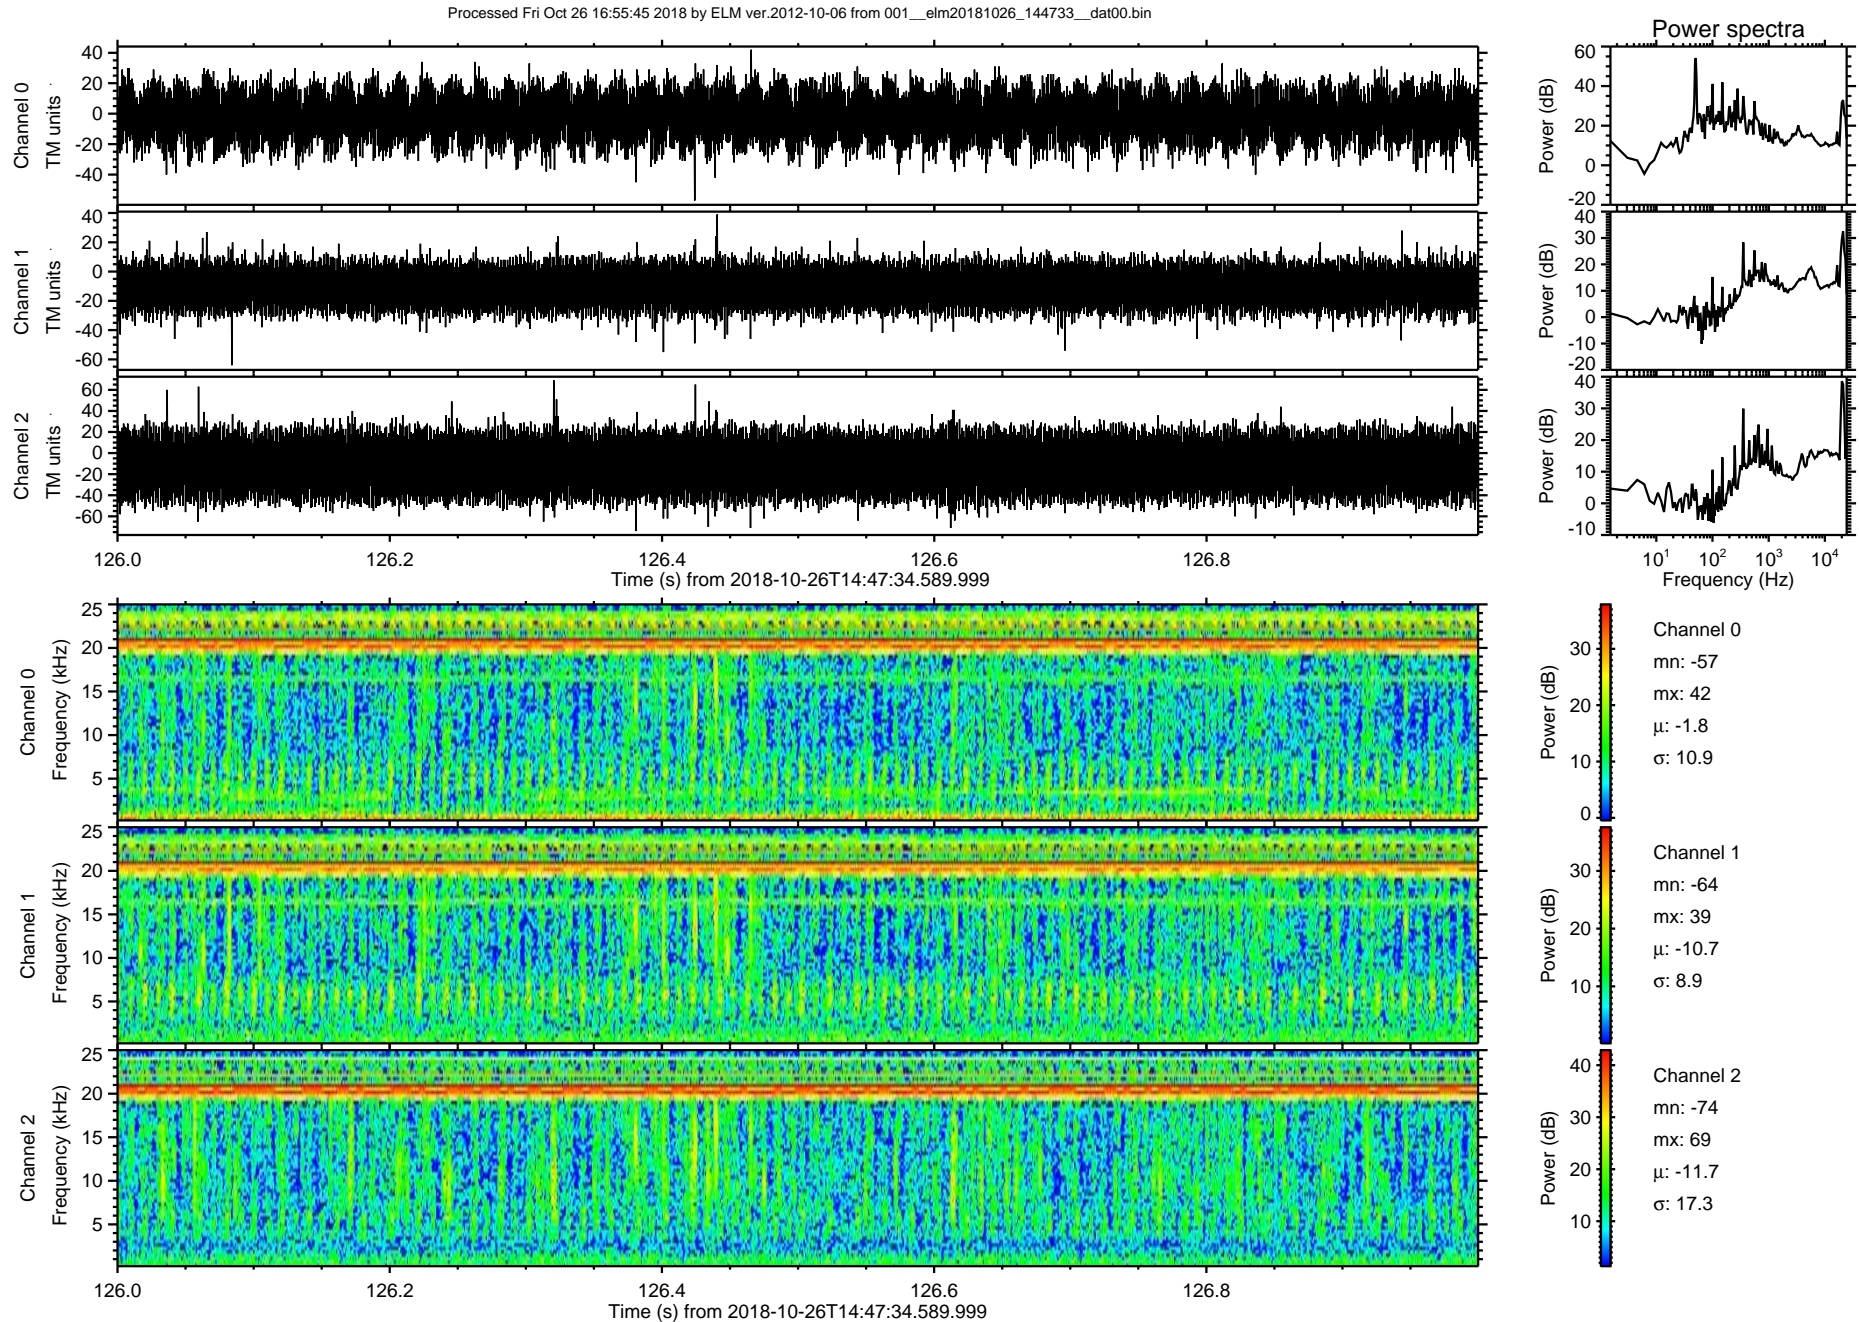 Processed Fri Oct 26 16:55:45 2018 by ELM ver.2012-10-06 from 001__elm20181026_144733__dat00.bin
Power spectra
Channel 0
TM units
40
20
0
-20
-40
Power (dB)
60
40
20
0
-20
Channel 1
TM units
40
20
0
-20
-40
-60
Power (dB)
40
30
20
10
0
-10
-20
Channel 2
TM units
60
40
20
0
-20
-40
-60
Power (dB)
40
30
20
10
0
-10
126.0 126.2 126.4 126.6 126.8
Time (s) from 2018-10-26T14:47:34.589.999
10^1 10^2 10^3 10^4
Frequency (Hz)
Channel 0
Frequency (kHz)
25
20
15
10
5
Power (dB)
30
20
10
0
Channel 0
mn: -57
mx: 42
μ: -1.8
σ: 10.9
Channel 1
Frequency (kHz)
25
20
15
10
5
Power (dB)
30
20
10
Channel 1
mn: -64
mx: 39
μ: -10.7
σ: 8.9
Channel 2
Frequency (kHz)
25
20
15
10
5
Power (dB)
40
30
20
10
Channel 2
mn: -74
mx: 69
μ: -11.7
σ: 17.3
126.0 126.2 126.4 126.6 126.8
Time (s) from 2018-10-26T14:47:34.589.999